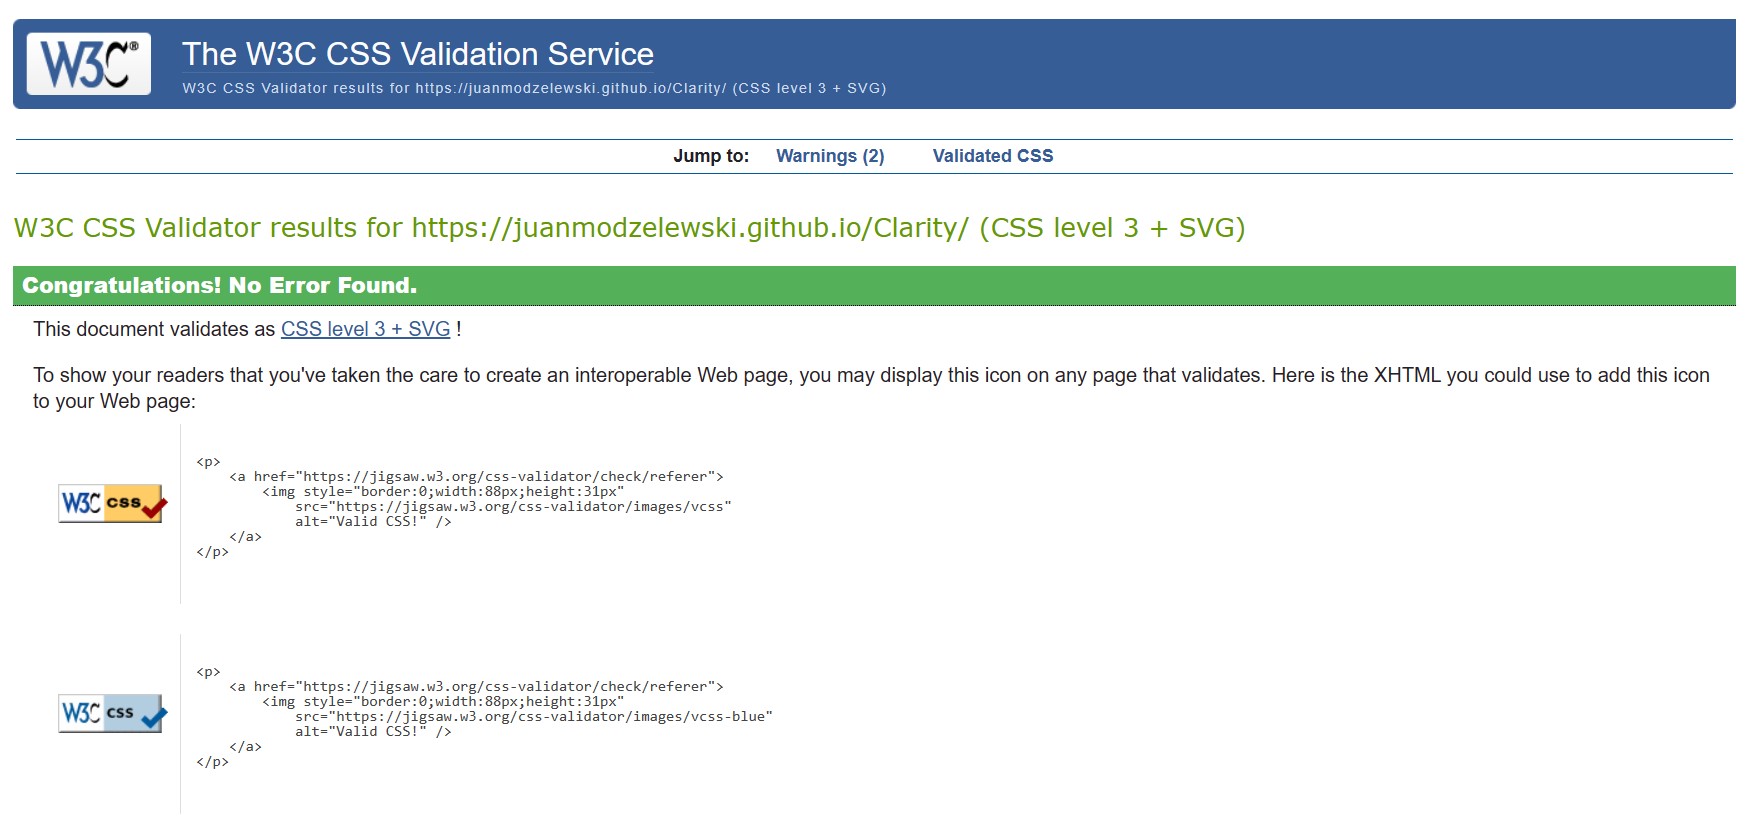 W3C®
The W3C CSS Validation Service
W3C CSS Validator results for https://juanmodzelewski.github.io/Clarity/ (CSS level 3 + SVG)
Jump to: Warnings (2) Validated CSS
W3C CSS Validator results for https://juanmodzelewski.github.io/Clarity/ (CSS level 3 + SVG)
Congratulations! No Error Found.
This document validates as CSS level 3 + SVG !
To show your readers that you've taken the care to create an interoperable Web page, you may display this icon on any page that validates. Here is the XHTML you could use to add this icon
to your Web page:
W3C css
<p>
    <a href="https://jigsaw.w3.org/css-validator/check/referer">
        <img style="border:0;width:88px;height:31px"
            src="https://jigsaw.w3.org/css-validator/images/vcss"
            alt="Valid CSS!" />
    </a>
</p>
W3C css
<p>
    <a href="https://jigsaw.w3.org/css-validator/check/referer">
        <img style="border:0;width:88px;height:31px"
            src="https://jigsaw.w3.org/css-validator/images/vcss-blue"
            alt="Valid CSS!" />
    </a>
</p>